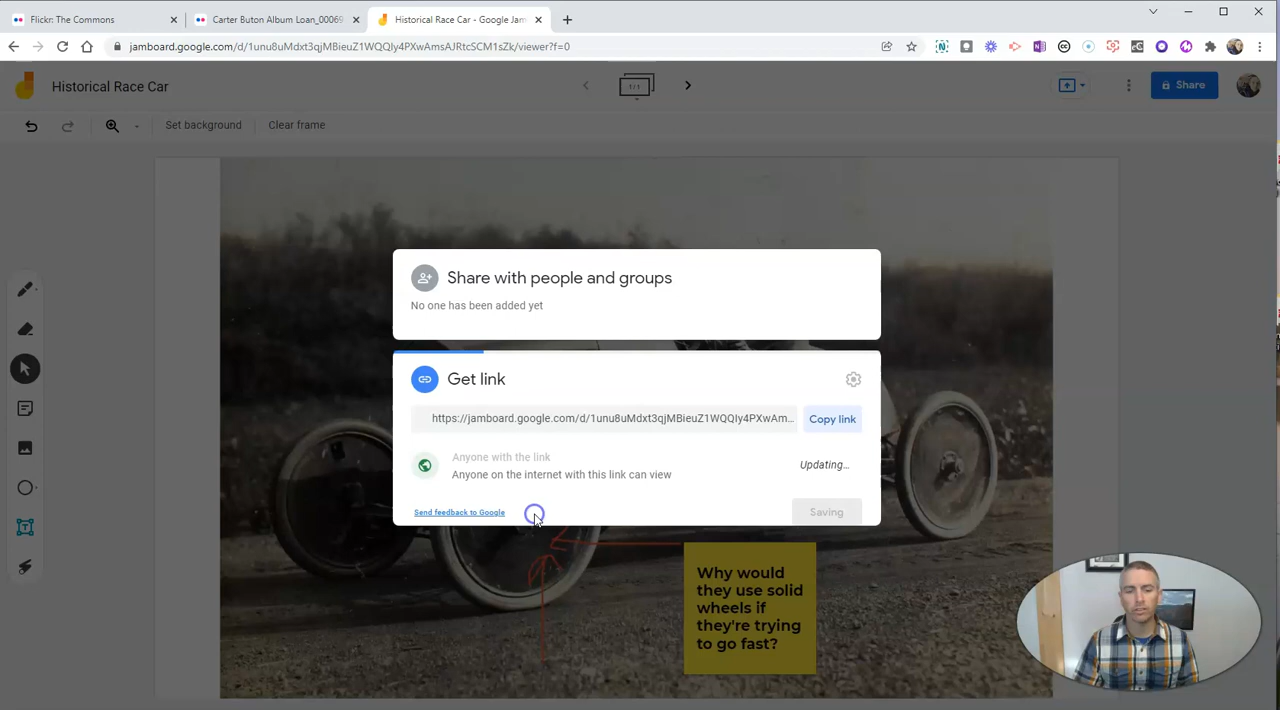 Flickr: The Commons
Carter Buton Album Loan_00069
Historical Race Car - Google Jam
jamboard.google.com/d/1unu8uMdxt3qjMBieuZ1WQQIy4PXwAmsAJRtcSCM1sZk/viewer?f=0
Historical Race Car
1/1
Share
Set background
Clear frame
Share with people and groups
No one has been added yet
Get link
https://jamboard.google.com/d/1unu8uMdxt3qjMBieuZ1WQQIy4PXwAm...
Copy link
Anyone with the link
Anyone on the internet with this link can view
Updating...
Send feedback to Google
Saving
Why would
they use solid
wheels if
they're trying
to go fast?